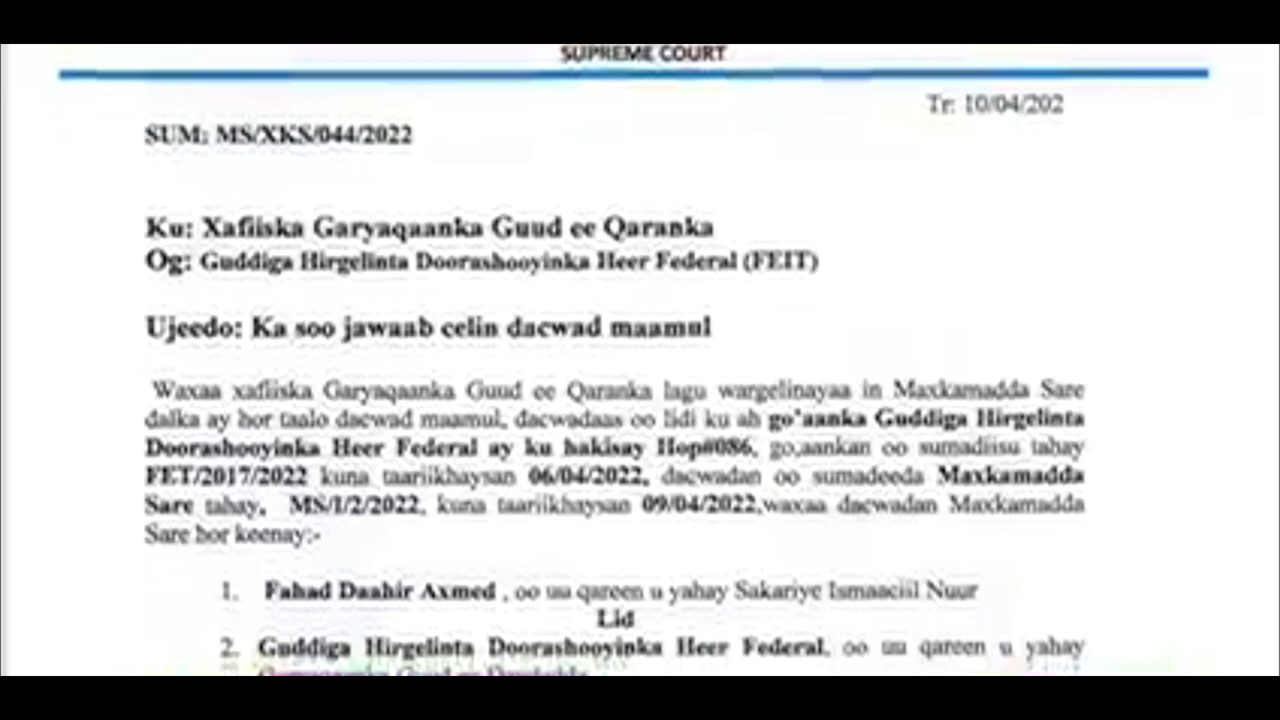 SUPREME COURT
Tr: 10/04/202
SUM: MS/XKS/044/2022
Ku: Xafiiska Garyaqaanka Guud ee Qaranka
Og: Guddiga Hirgelinta Doorashooyinka Heer Federal (FEIT)
Ujeedo: Ka soo jawaab celin dacwad maamul
Waxaa xafiiska Garyaqaanka Guud ee Qaranka lagu wargelinayaa in Maxkamadda Sare
dalka ay hor taalo dacwad maamul, dacwadaas oo lidi ku ah go'aanka Guddiga Hirgelinta
Doorashooyinka Heer Federal ay ku hakisay Hop#086, go,aankan oo sumadiisu tahay
FET/2017/2022 kuna taariikhaysan 06/04/2022, dacwadan oo sumadeeda Maxkamadda
Sare tahay, MS/I/2/2022, kuna taariikhaysan 09/04/2022,waxaa dacwadan Maxkamadda
Sare hor keenay:-
1. Fahad Daahir Axmed , oo uu qareen u yahay Sakariye Ismaaciil Nuur
Lid
2. Guddiga Hirgelinta Doorashooyinka Heer Federal, oo uu qareen u yahay